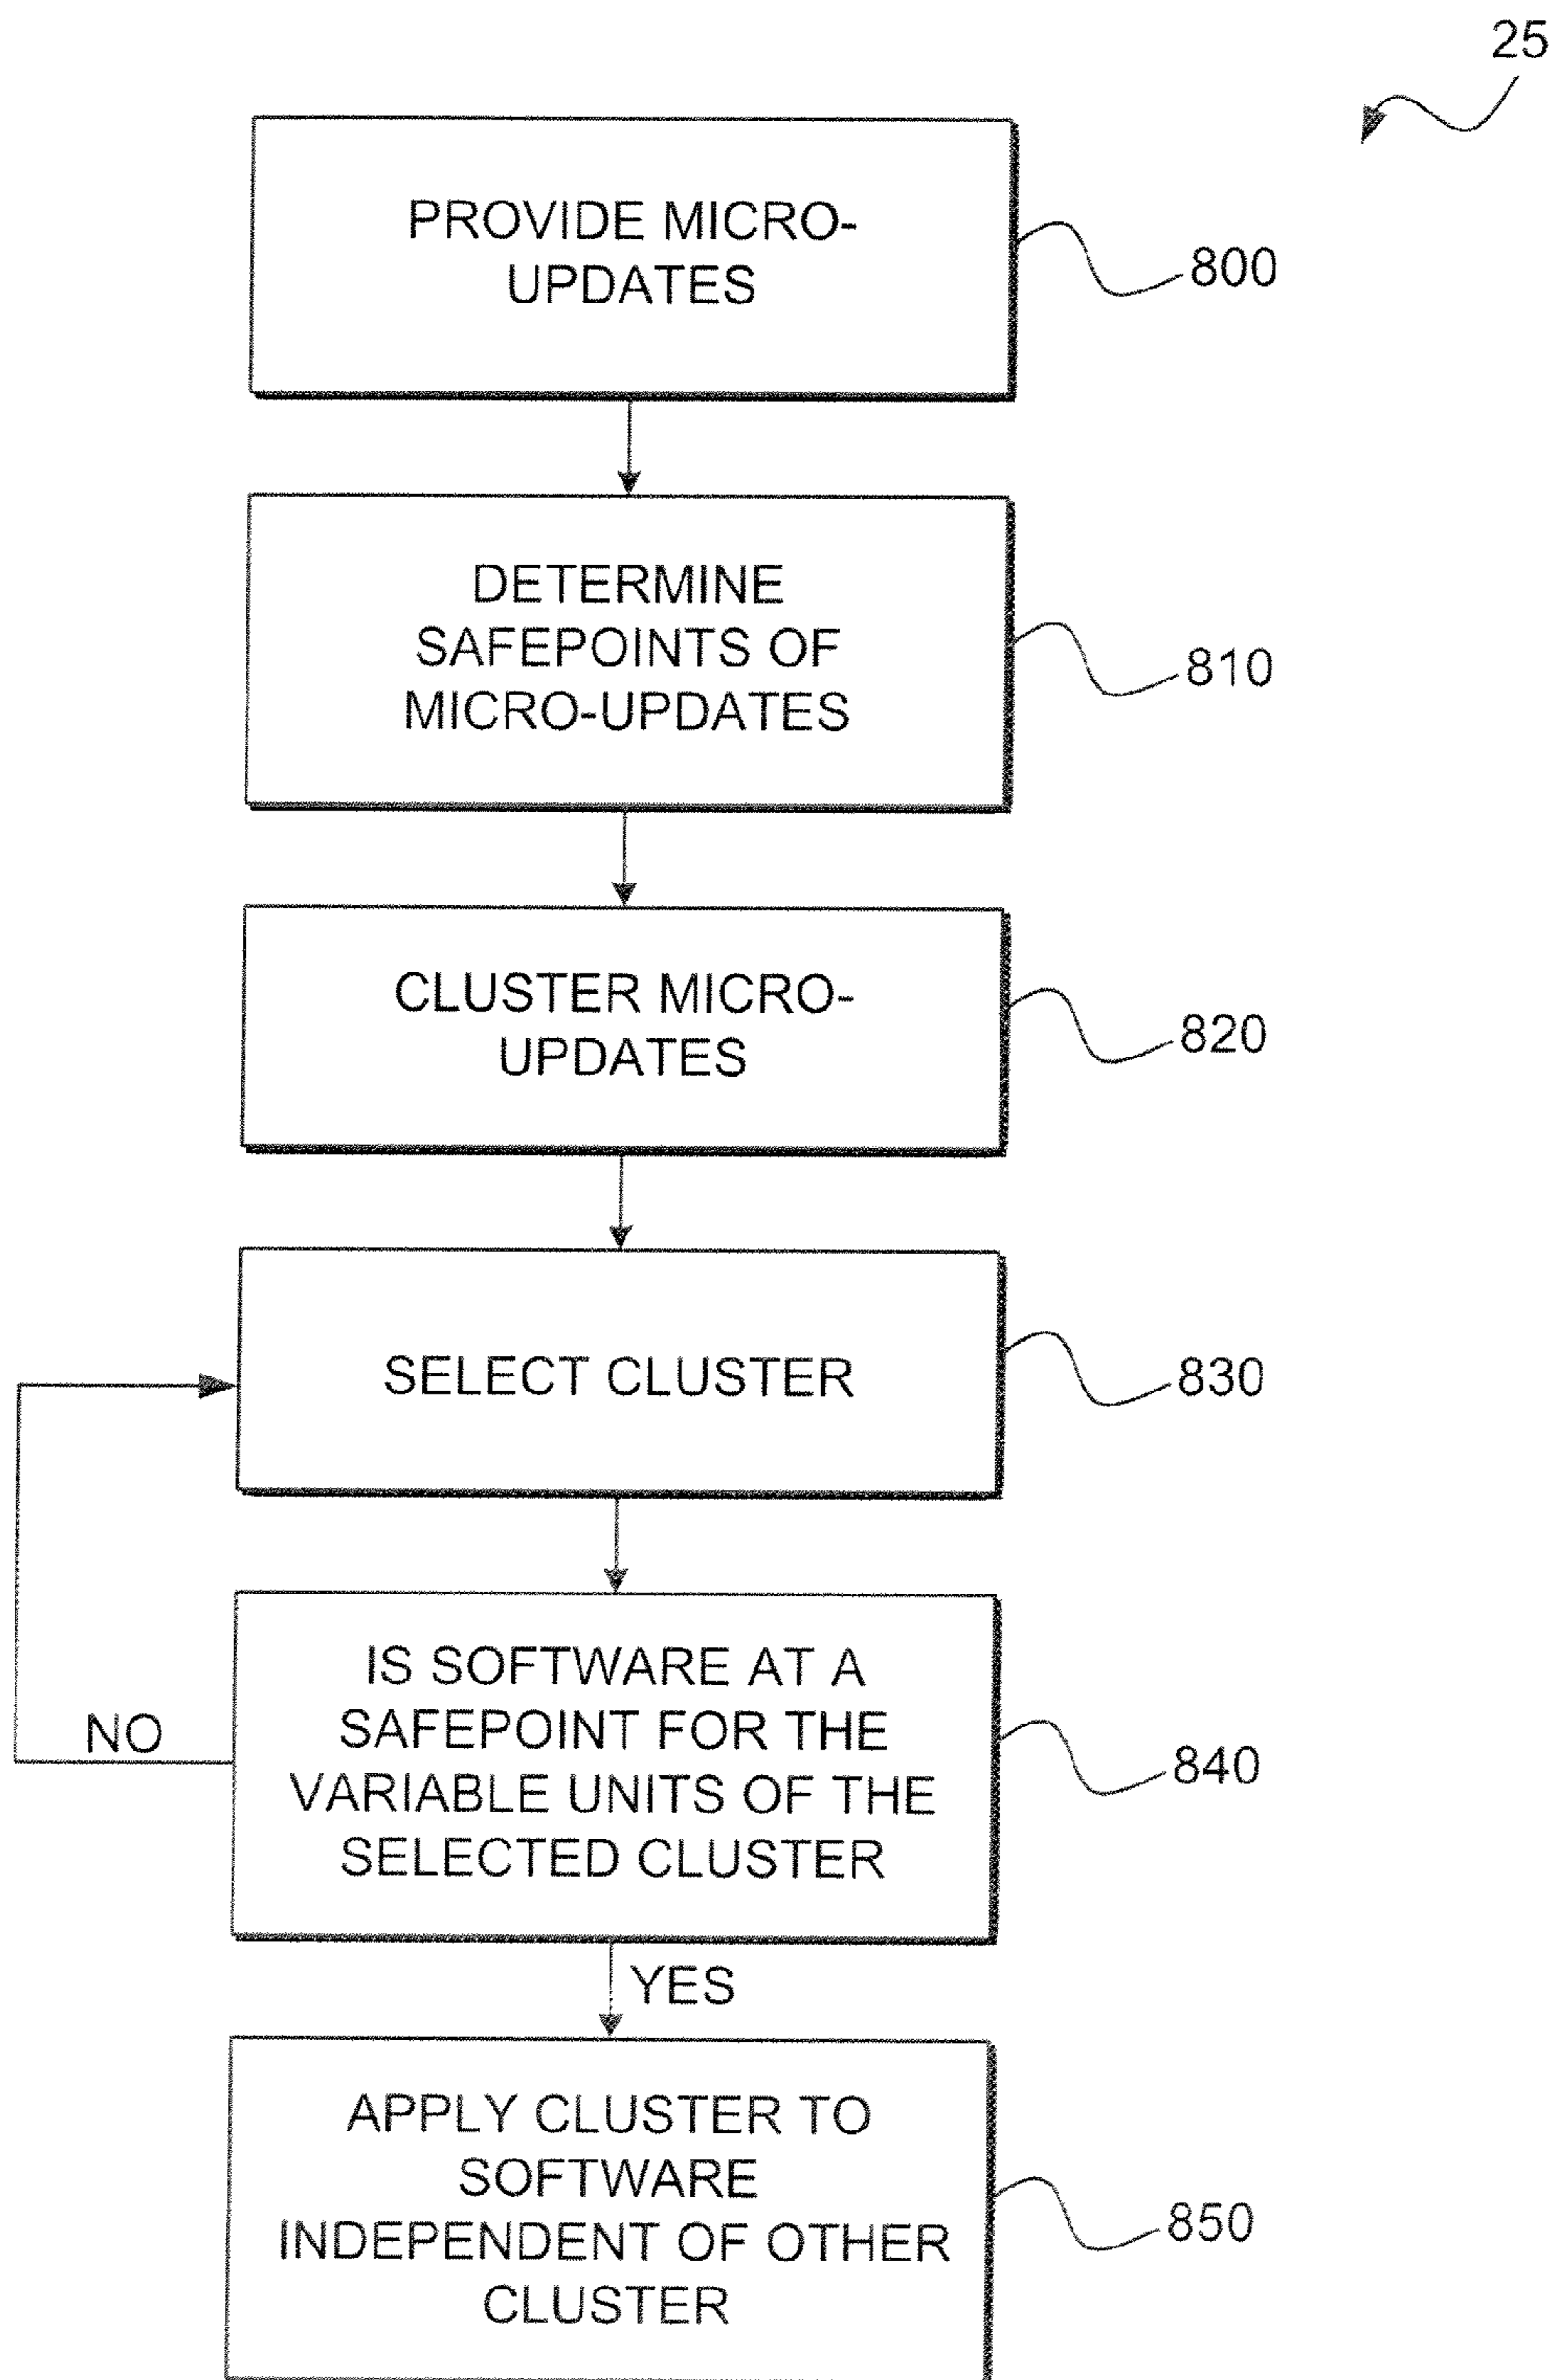 25
PROVIDE MICRO-
UPDATES
800
DETERMINE
SAFEPOINTS OF
MICRO-UPDATES
810
CLUSTER MICRO-
UPDATES
820
SELECT CLUSTER
830
IS SOFTWARE AT A
SAFEPOINT FOR THE
VARIABLE UNITS OF THE
SELECTED CLUSTER
840
NO
YES
APPLY CLUSTER TO
SOFTWARE
INDEPENDENT OF OTHER
CLUSTER
850